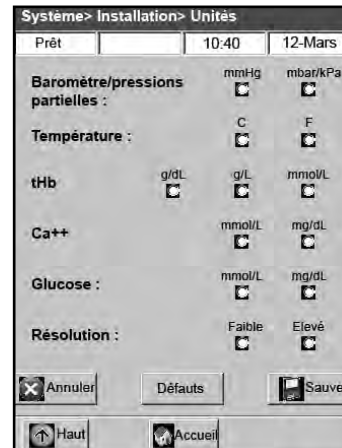 Système> Installation> Unités
Prêt 10:40 12-Mars
mmHg mbar/kPa
Baromètre/pressions
partielles :
C F
Température :
g/dL g/L mmol/L
tHb
mmol/L mg/dL
Ca++
mmol/L mg/dL
Glucose :
Faible Elevé
Résolution :
Annuler Défauts Sauve
Haut Accueil